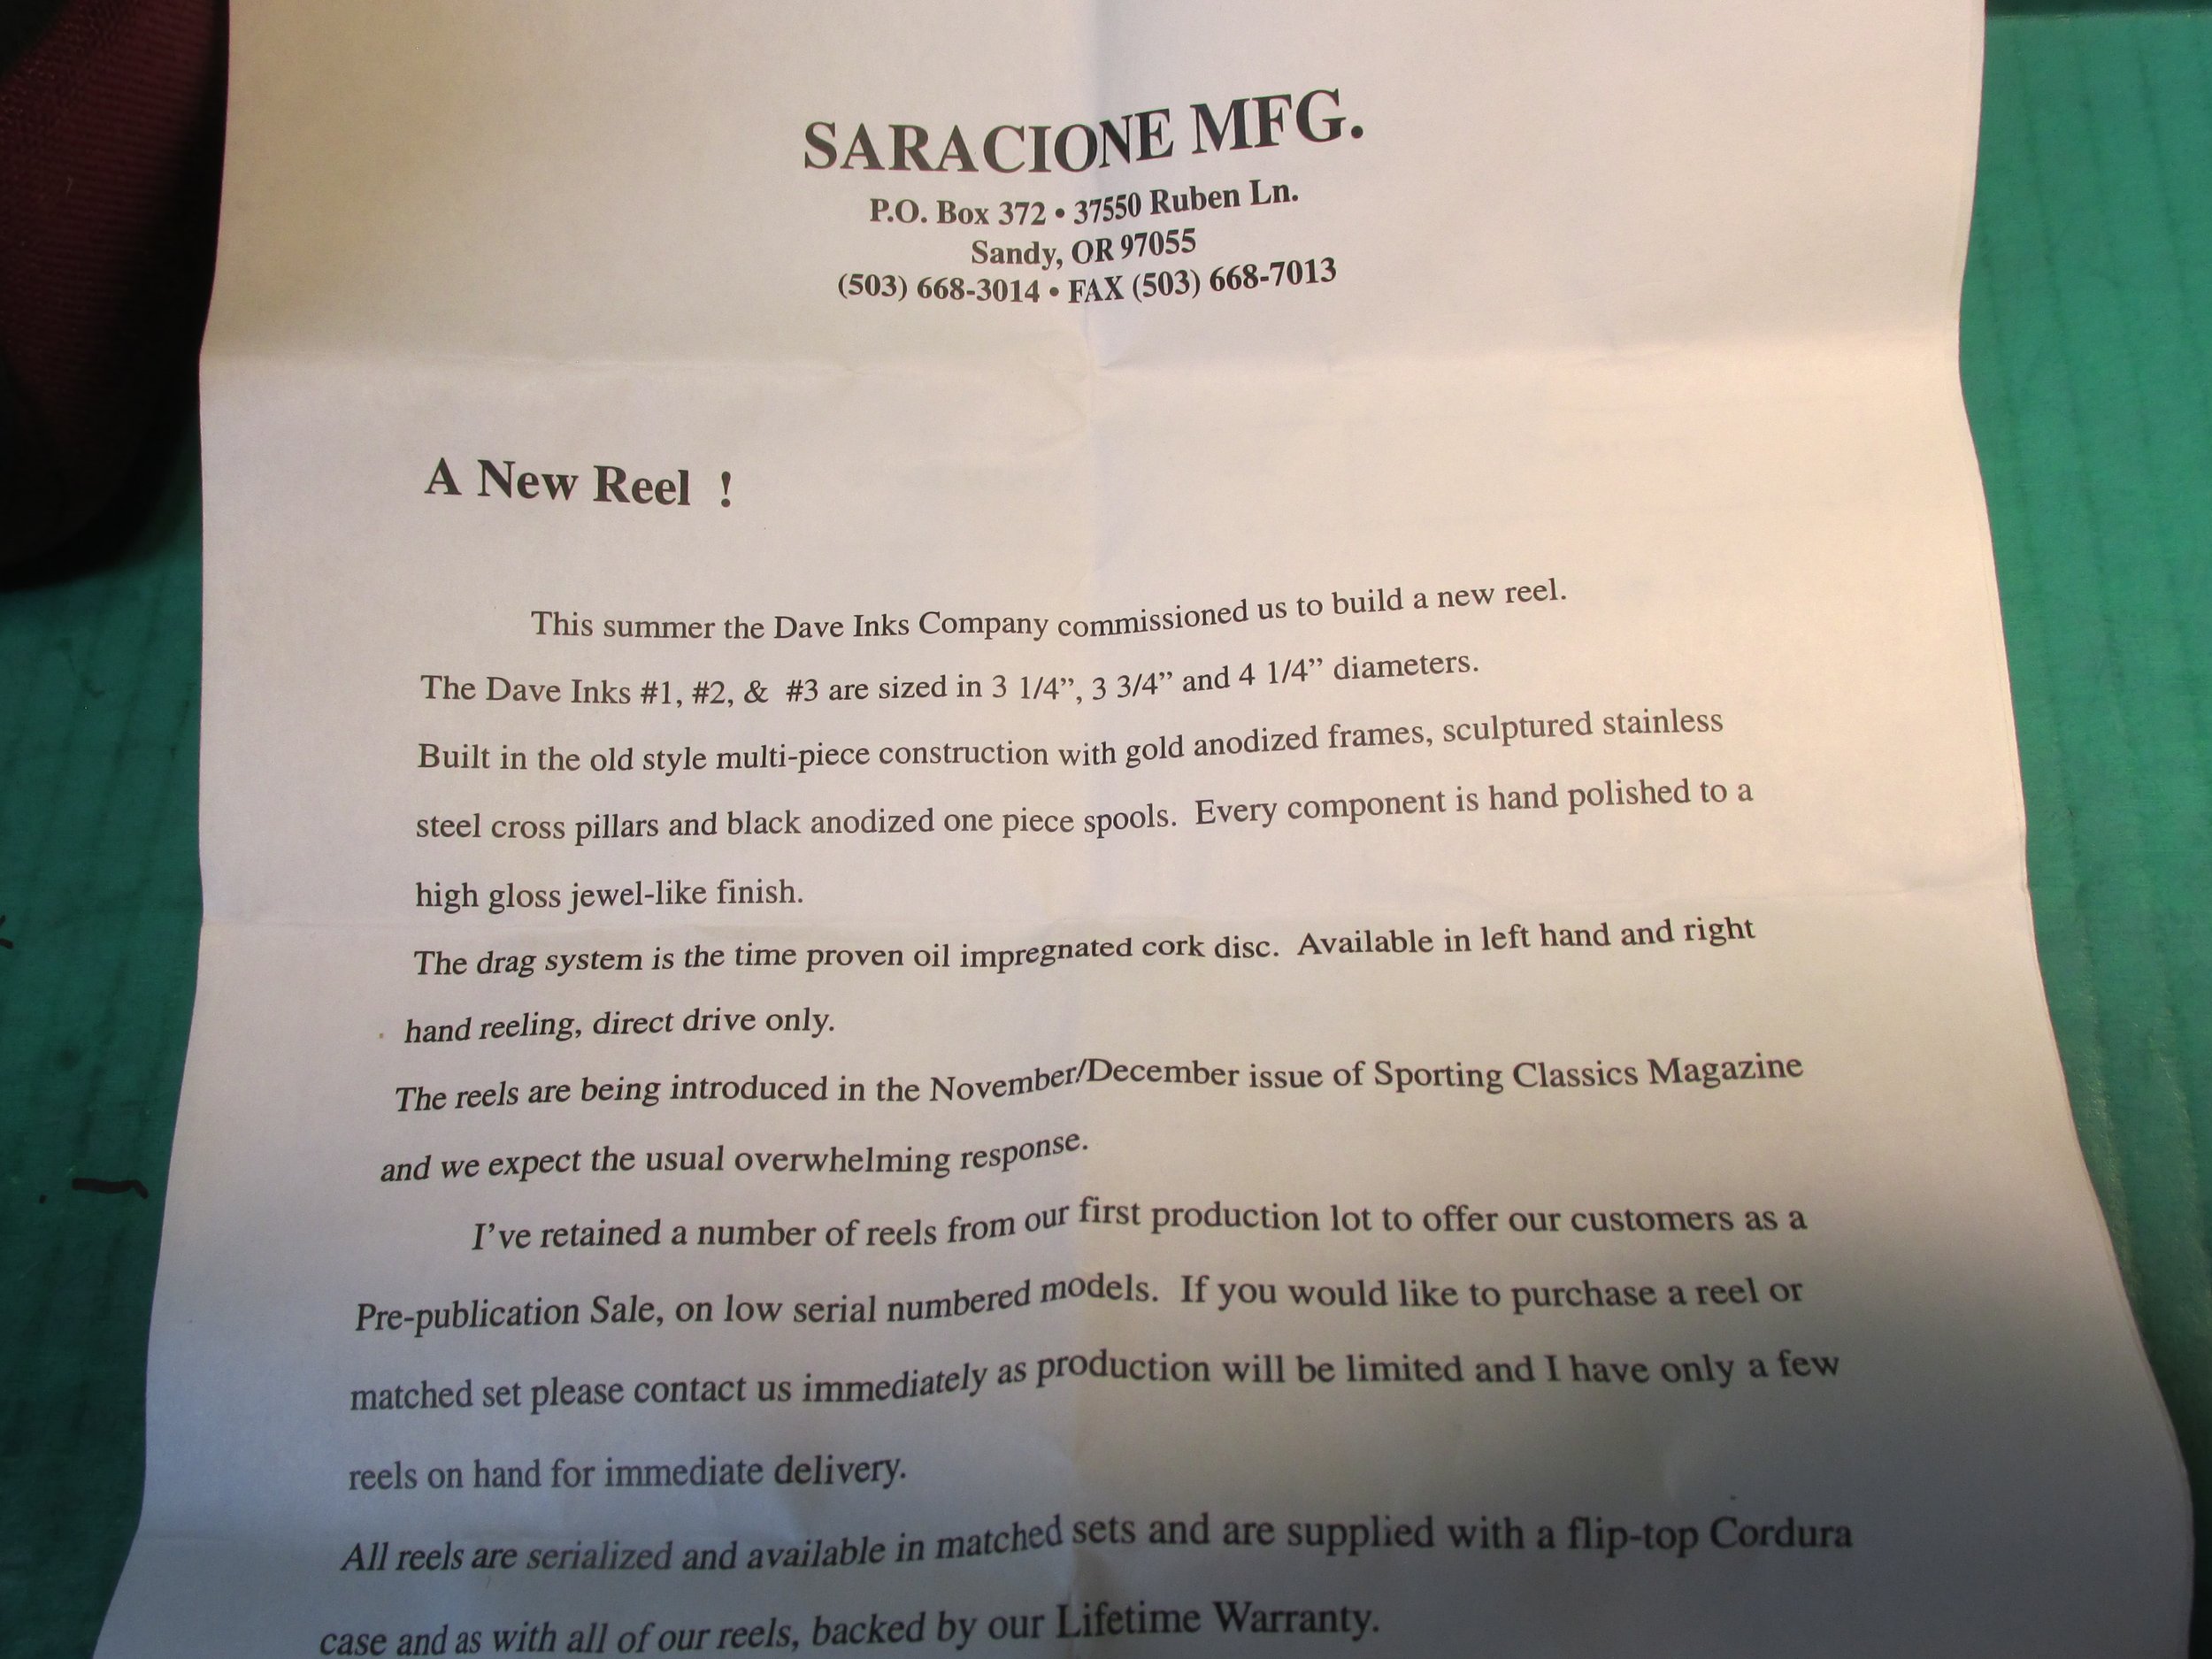 SARACIONE MFG.
P.O. Box 372 • 37550 Ruben Ln.
Sandy, OR 97055
(503) 668-3014 • FAX (503) 668-7013
A New Reel !
This summer the Dave Inks Company commissioned us to build a new reel.
The Dave Inks #1, #2, & #3 are sized in 3 1/4”, 3 3/4” and 4 1/4” diameters.
Built in the old style multi-piece construction with gold anodized frames, sculptured stainless
steel cross pillars and black anodized one piece spools. Every component is hand polished to a
high gloss jewel-like finish.
The drag system is the time proven oil impregnated cork disc. Available in left hand and right
hand reeling, direct drive only.
The reels are being introduced in the November/December issue of Sporting Classics Magazine
and we expect the usual overwhelming response.
I’ve retained a number of reels from our first production lot to offer our customers as a
Pre-publication Sale, on low serial numbered models. If you would like to purchase a reel or
matched set please contact us immediately as production will be limited and I have only a few
reels on hand for immediate delivery.
All reels are serialized and available in matched sets and are supplied with a flip-top Cordura
case and as with all of our reels, backed by our Lifetime Warranty.